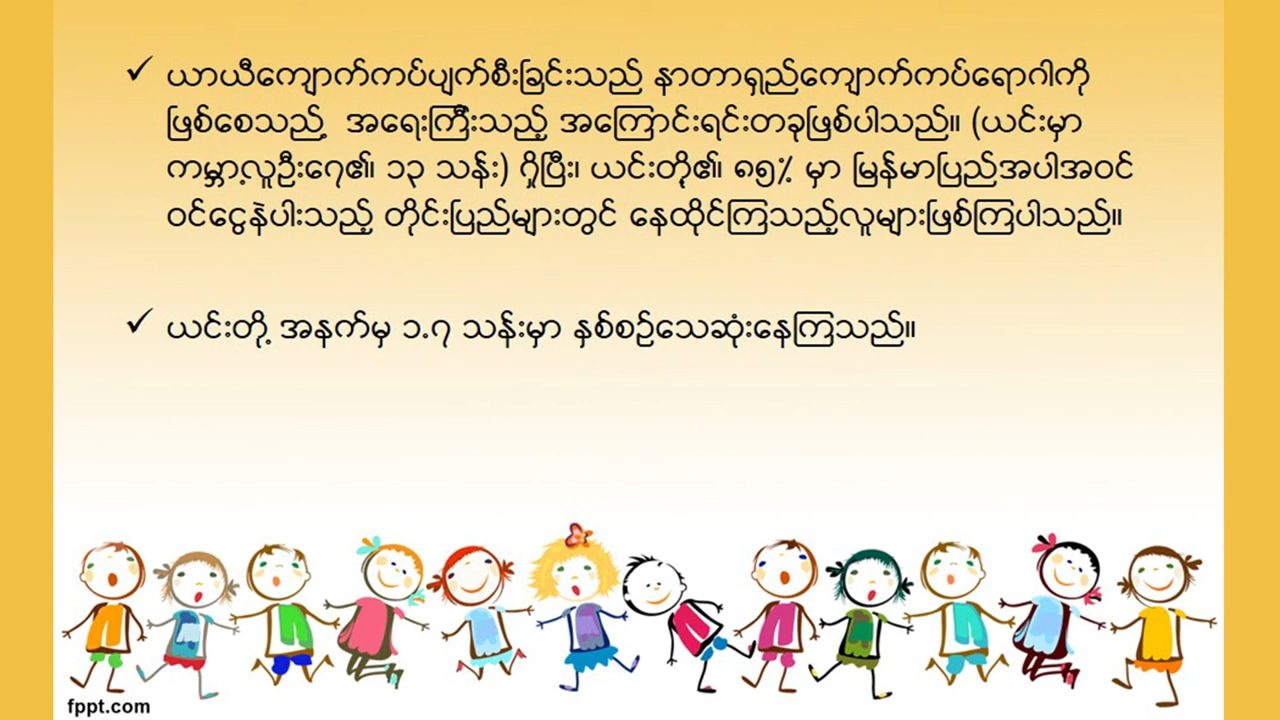 ✓ ယာယီကျောက်ကပ်ပျက်စီးခြင်းသည် နာတာရှည်ကျောက်ကပ်ရောဂါကို
ဖြစ်စေသည့် အရေးကြီးသည့် အကြောင်းရင်းတခုဖြစ်ပါသည်။ (ယင်းမှာ
ကမ္ဘာ့လူဦးရေ၏၊ ၁၃ သန်း) ရှိပြီး၊ ယင်းတို့၏၊ ၈၅% မှာ မြန်မာပြည်အပါအဝင်
ဝင်ငွေနဲပါးသည့် တိုင်းပြည်များတွင် နေထိုင်ကြသည့်လူများဖြစ်ကြပါသည်။
✓ ယင်းတို့ အနက်မှ ၁.၇ သန်းမှာ နှစ်စဉ်သေဆုံးနေကြသည်။
fppt.com